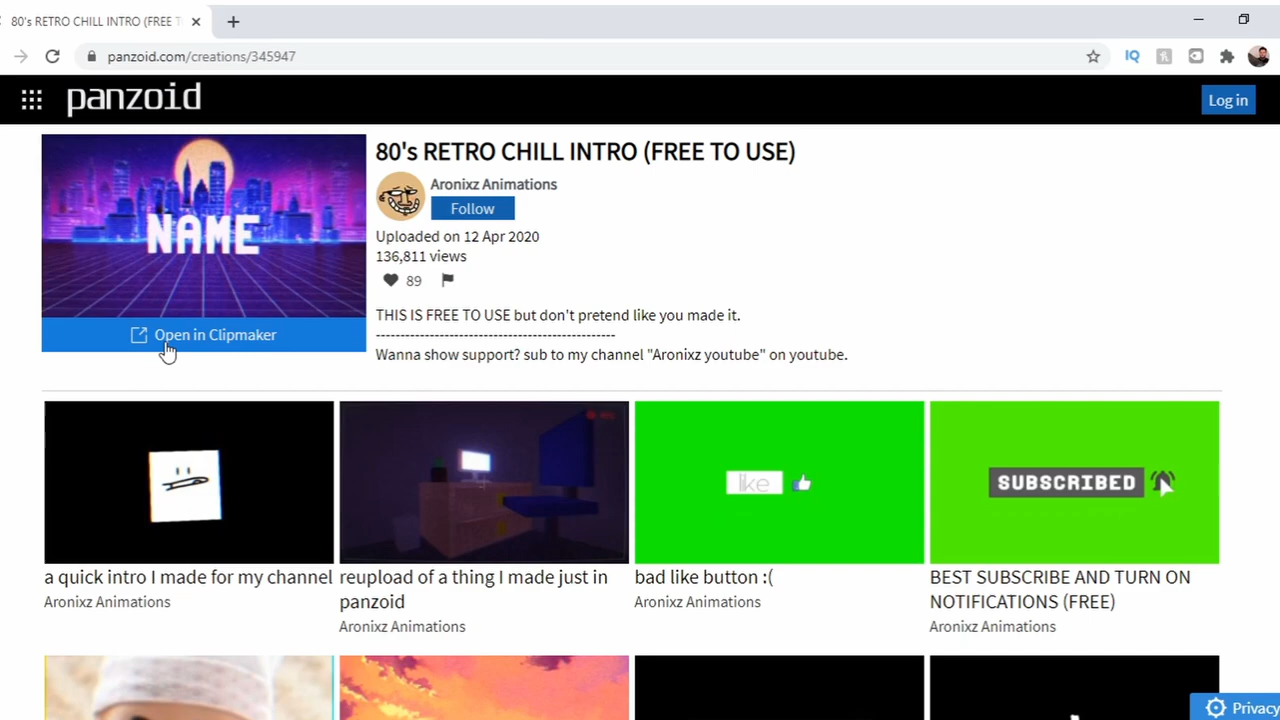 80's RETRO CHILL INTRO (FREE T
panzoid.com/creations/345947
IQ
panzoid
Log in
NAME
Open in Clipmaker
80's RETRO CHILL INTRO (FREE TO USE)
Aronixz Animations
Follow
Uploaded on 12 Apr 2020
136,811 views
89
THIS IS FREE TO USE but don't pretend like you made it.
------------------------------------------------
Wanna show support? sub to my channel "Aronixz youtube" on youtube.
like
SUBSCRIBED
a quick intro I made for my channel
Aronixz Animations
reupload of a thing I made just in
panzoid
Aronixz Animations
bad like button :(
Aronixz Animations
BEST SUBSCRIBE AND TURN ON
NOTIFICATIONS (FREE)
Aronixz Animations
Privacy